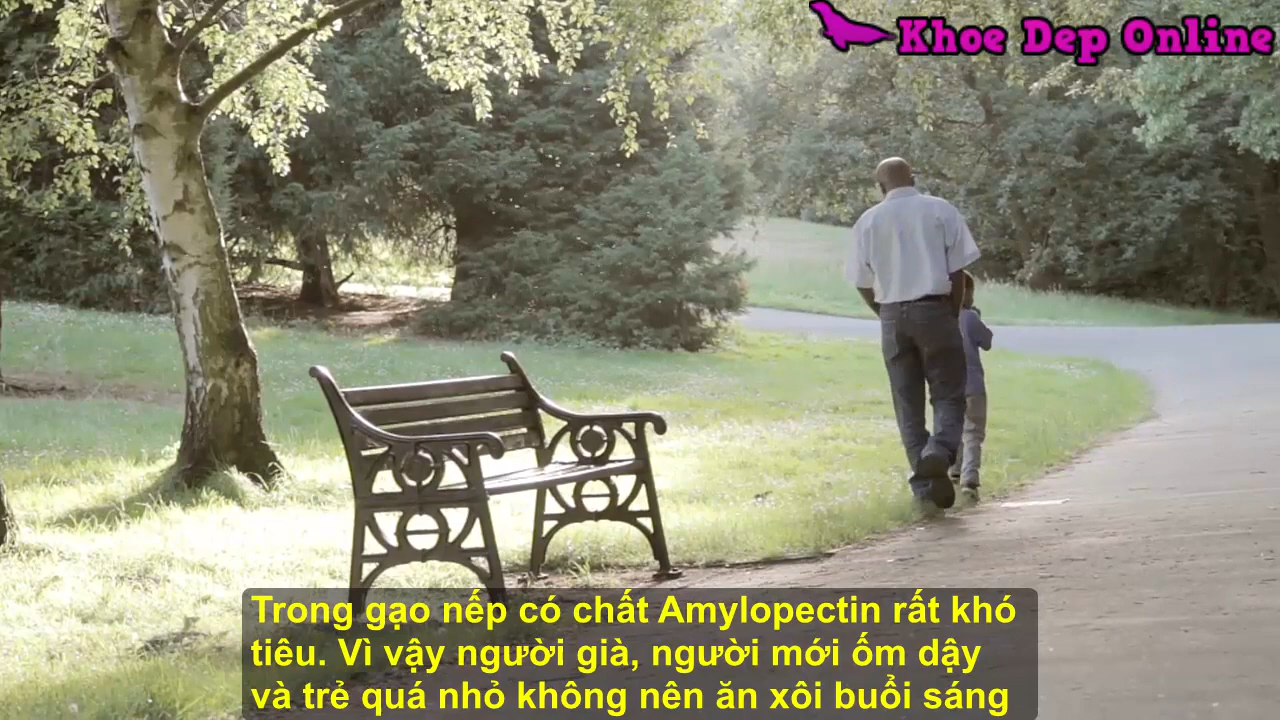 Khoe Dep Online
Trong gạo nếp có chất Amylopectin rất khó
tiêu. Vì vậy người già, người mới ốm dậy
và trẻ quá nhỏ không nên ăn xôi buổi sáng